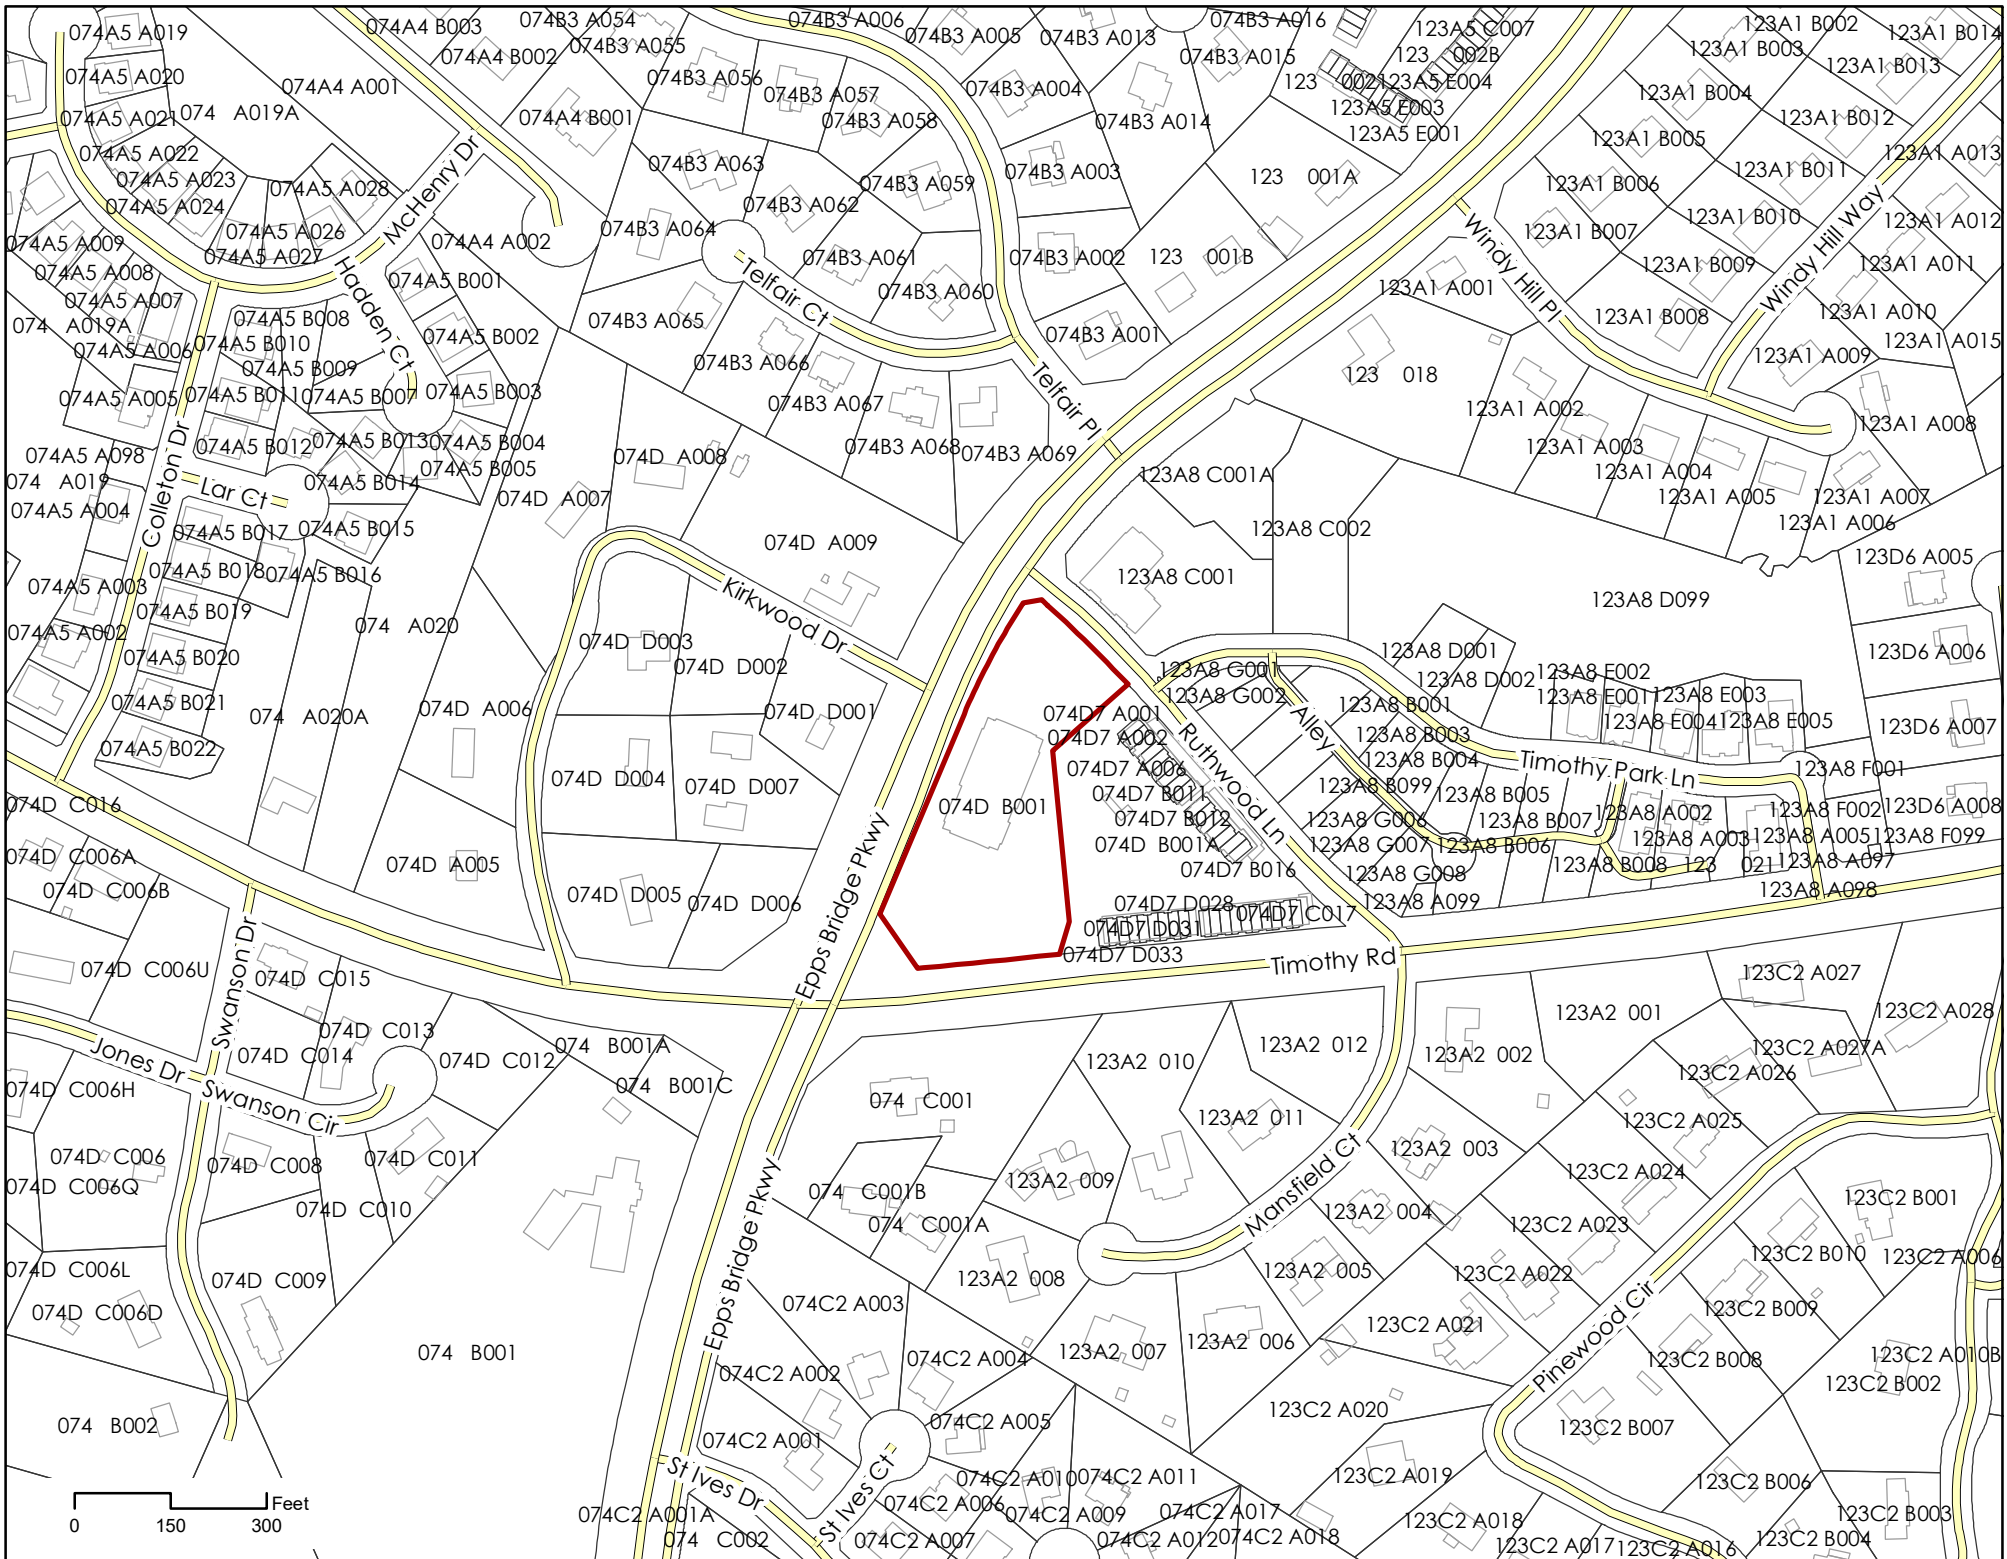 074A5 A019
074A4 B003
074B3 A054
074B3 A006
074B3 A005
074B3 A013
074B3 A016
123A5 C007
123A1 B002
123A1 B014
074A4 B002
074B3 A055
074B3 A015
123 002B
123A1 B003
123A1 B013
074A5 A020
074A4 A001
074B3 A056
074B3 A057
074B3 A004
123 002
123A5 E004
123A1 B004
074A5 A021
074 A019A
074A4 B001
074B3 A058
074B3 A014
123A5 E003
123A5 E001
123A1 B005
123A1 B012
074A5 A022
074A5 A023
074A5 A024
074A5 A028
McHenry Dr
074B3 A063
074B3 A059
074B3 A003
123 001A
123A1 B006
123A1 B011
123A1 A013
074A5 A026
074A5 A027
074A5 A009
074A4 A002
074B3 A064
074B3 A062
123A1 B007
123A1 B010
Windy Hill Way
123A1 A012
074A5 A008
074A5 A007
Hadden Ct
074A5 B001
Telfair Ct
074B3 A061
074B3 A060
074B3 A002
123 001B
Windy Hill Pl
123A1 A001
123A1 B009
123A1 A011
074 A019A
074A5 A006
074A5 B008
074A5 B010
074A5 B009
074A5 B002
074B3 A065
074B3 A066
074B3 A001
123A1 B008
123A1 A010
123A1 A015
123A1 A009
074A5 A005
074A5 B011
074A5 B007
074A5 B003
074B3 A067
Telfair Pl
123 018
123A1 A002
123A1 A008
Colleton Dr
074A5 B012
074A5 B013
074A5 B004
074A5 B005
074A5 A098
074D A008
074B3 A068
074B3 A069
123A1 A003
123A1 A004
074 A019
Lar Ct
074A5 B014
074D A007
123A8 C001A
123A1 A005
123A1 A007
123A1 A006
074A5 A004
074A5 B017
074A5 B015
074D A009
123A8 C002
123D6 A005
074A5 A003
074A5 B018
074A5 B016
Kirkwood Dr
123A8 C001
123A8 D099
074A5 B019
074A5 A002
074 A020
074D D003
074D D002
123A8 D001
123D6 A006
074A5 B020
123A8 G001
123A8 D002
123A8 E002
074A5 B021
074 A020A
074D A006
074D D001
123A8 G002
123A8 B001
123A8 E001
123A8 E003
074A5 B022
074D7 A001
Alley
123A8 E004
123A8 E005
123D6 A007
074D7 A002
Ruthwood Ln
123A8 B003
123A8 B004
Timothy Park Ln
123A8 F001
074D D004
074D D007
074D7 A006
123A8 B099
074D C016
074D B001
074D7 B011
123A8 B005
123A8 A002
123A8 F002
123D6 A008
074D7 B012
123A8 G006
123A8 B007
074D C006A
074D A005
Epps Bridge Pkwy
074D B001A
123A8 G007
123A8 B006
123A8 A003
123A8 A005
123A8 F099
074D C006B
074D D005
074D D006
074D7 B016
123A8 G008
123A8 B008
123 021
123A8 A097
123A8 A098
074D7 D028
074D7 C017
123A8 A099
074D7 D031
074D7 D033
Timothy Rd
Swanson Dr
074D C006U
074D C015
123C2 A027
123C2 A028
074D C013
074D C014
Jones Dr
074D C012
074 B001A
123A2 010
123A2 012
123A2 002
123A2 001
123C2 A027A
123C2 A026
074D C006H
Swanson Cir
074 B001C
074 C001
123A2 011
123C2 A025
074D C006
074D C008
074D C011
Mansfield Ct
123A2 003
123C2 A024
074D C006Q
074D C010
074 C001B
123A2 009
123A2 004
123C2 B001
074 C001A
123C2 A023
074D C006L
074D C009
123A2 008
123A2 005
123C2 A022
123C2 B010
123C2 A006
Epps Bridge Pkwy
074D C006D
074C2 A003
123C2 A021
Pinewood Cir
123C2 B009
074 B001
074C2 A004
123A2 007
123A2 006
123C2 B008
123C2 A010B
074C2 A002
123C2 B002
074 B002
074C2 A005
123C2 A020
123C2 B007
074C2 A001
St Ives Dr
St Ives Ct
074C2 A010
074C2 A011
123C2 A019
123C2 B006
074C2 A001A
074C2 A006
074C2 A009
074C2 A017
123C2 A018
123C2 B003
074 C002
074C2 A007
074C2 A012
074C2 A018
123C2 A017
123C2 A016
123C2 B004
Feet
0 150 300